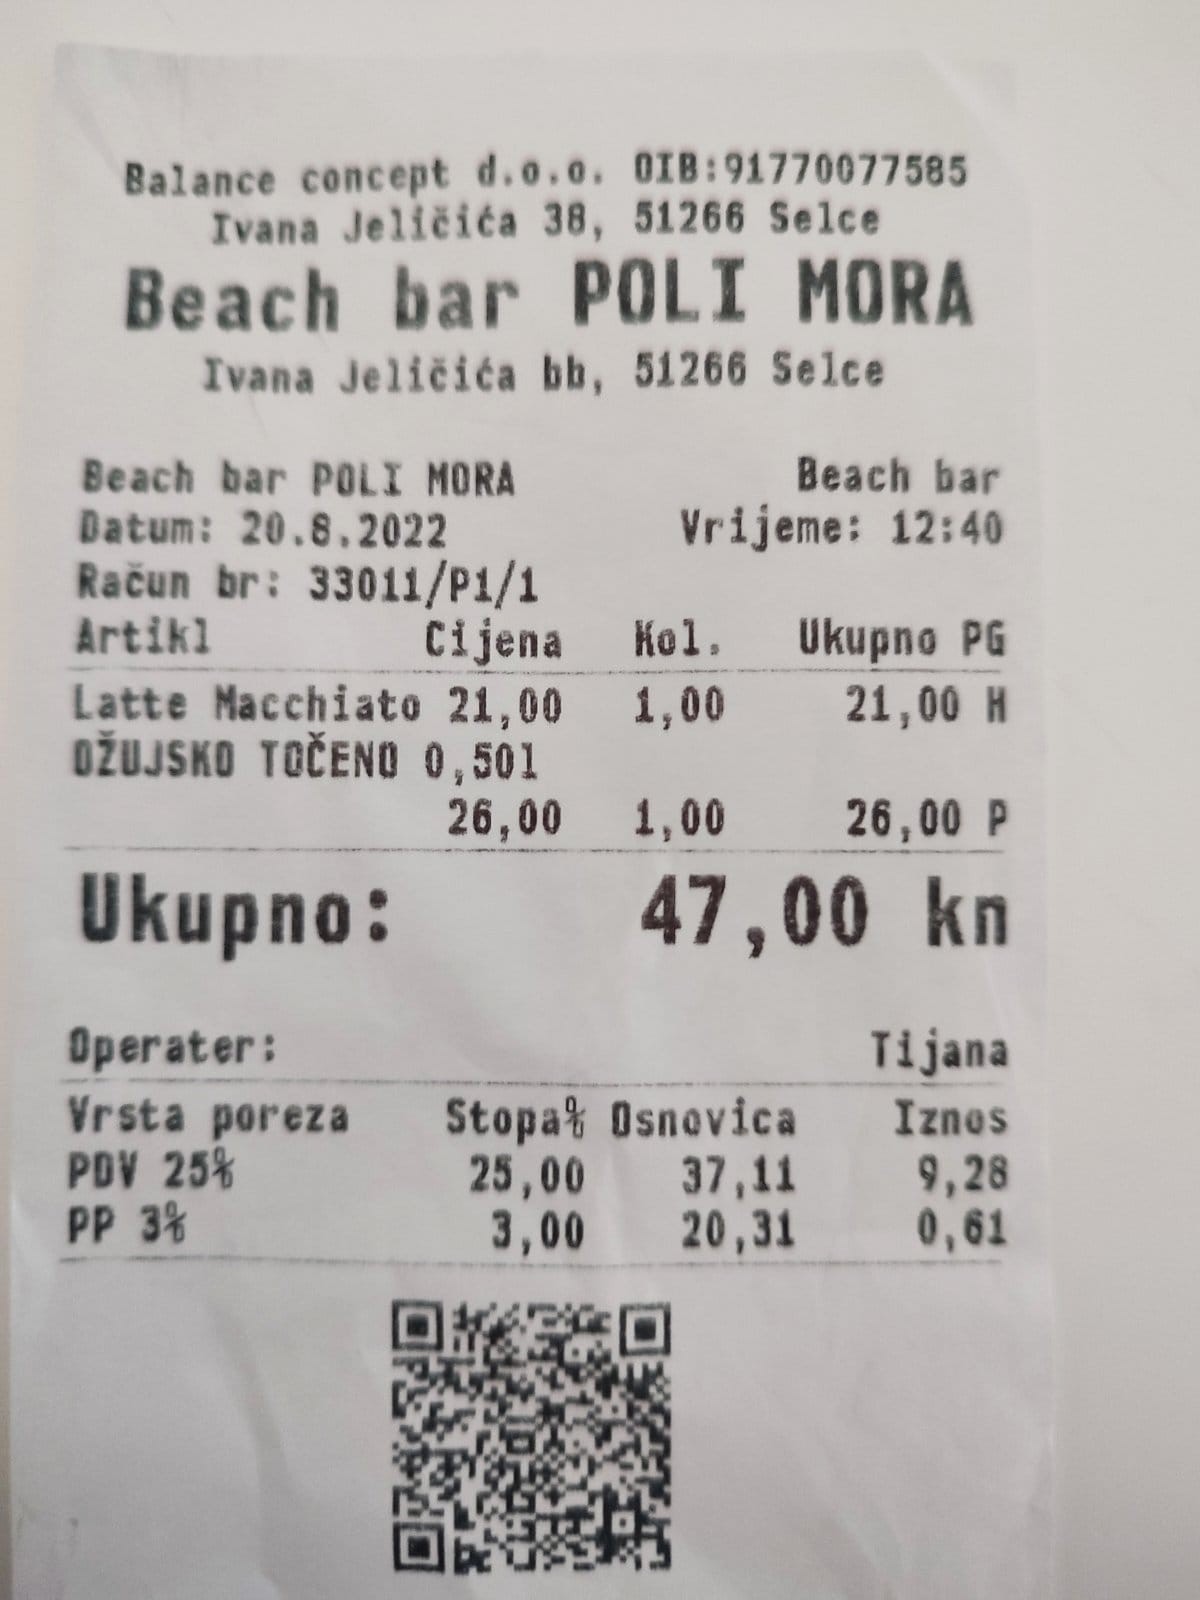 Balance concept d.o.o. OIB:91770077585
Ivana Jeličića 38, 51266 Selce
Beach bar POLI MORA
Ivana Jeličića bb, 51266 Selce
Beach bar POLI MORA Beach bar
Datum: 20.8.2022 Vrijeme: 12:40
Račun br: 33011/P1/1
Artikl Cijena Kol. Ukupno PG
Latte Macchiato 21,00 1,00 21,00 H
OŽUJSKO TOČENO 0,50l
26,00 1,00 26,00 P
Ukupno: 47,00 kn
Operater: Tijana
Vrsta poreza Stopa% Osnovica Iznos
PDV 25% 25,00 37,11 9,28
PP 3% 3,00 20,31 0,61